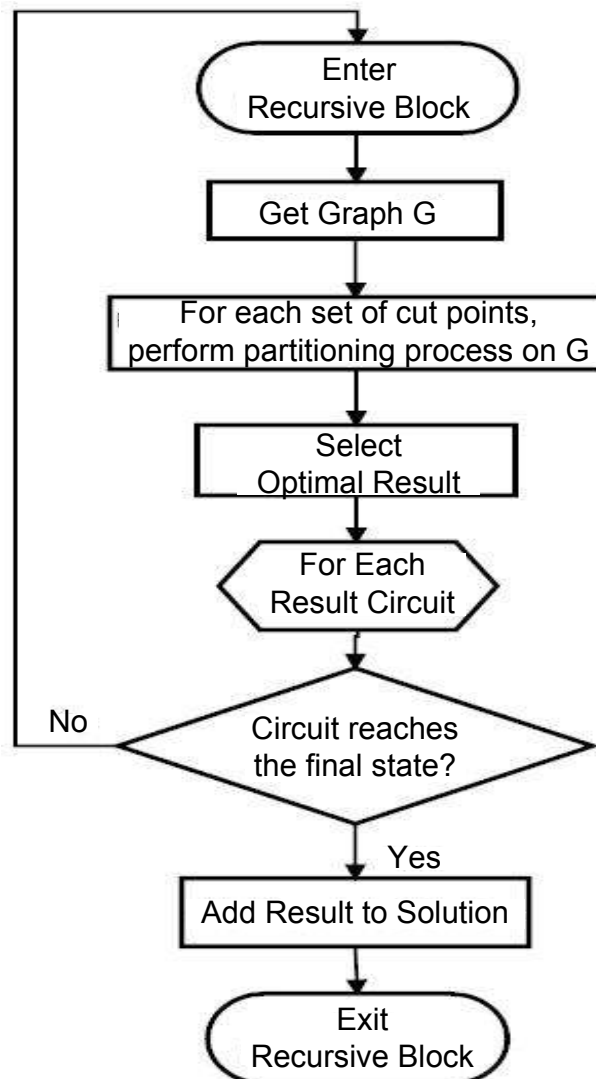 Enter
Recursive Block
Get Graph G
For each set of cut points,
perform partitioning process on G
Select
Optimal Result
For Each
Result Circuit
No
Circuit reaches
the final state?
Yes
Add Result to Solution
Exit
Recursive Block